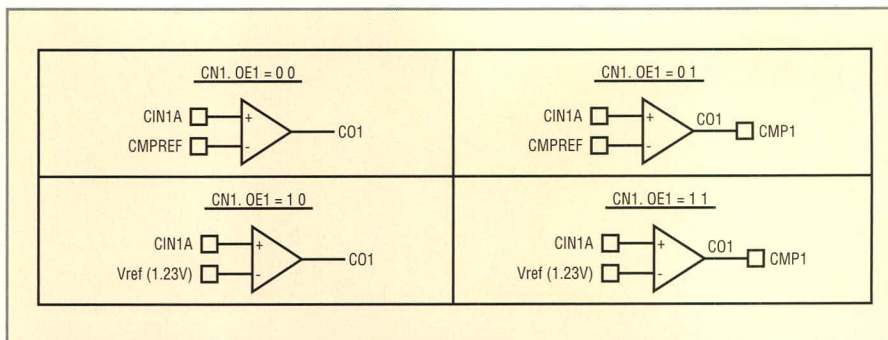 CN1. OE1 = 0 0
CIN1A
+
CO1
CMPREF
-
CN1. OE1 = 0 1
CIN1A
+
CO1
CMP1
CMPREF
-
CN1. OE1 = 1 0
CIN1A
+
CO1
Vref (1.23V)
-
CN1. OE1 = 1 1
CIN1A
+
CO1
CMP1
Vref (1.23V)
-